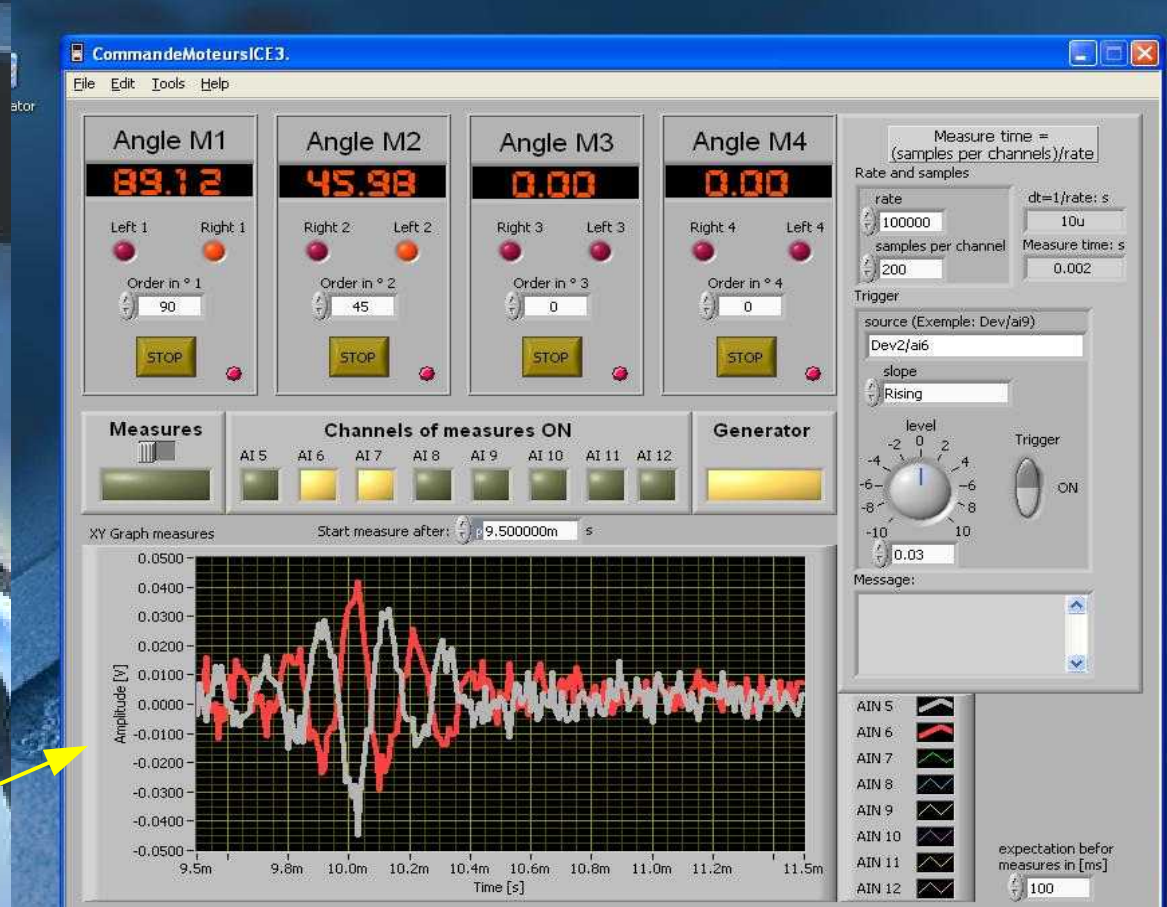 ator
CommandeMoteursICE3.
File Edit Tools Help
Angle M1
89.12
Left 1 Right 1
Order in ° 1
90
STOP
Angle M2
45.98
Right 2 Left 2
Order in ° 2
45
STOP
Angle M3
0.00
Right 3 Left 3
Order in ° 3
0
STOP
Angle M4
0.00
Right 4 Left 4
Order in ° 4
0
STOP
Measure time =
(samples per channels)/rate
Rate and samples
rate
100000
dt=1/rate: s
10u
samples per channel
200
Measure time: s
0.002
Trigger
source (Exemple: Dev/ai9)
Dev2/ai6
slope
Rising
level
-10 -8 -6 -4 -2 0 2 4 6 8 10
0.03
Trigger
ON
Message:
Measures
Channels of measures ON
AI 5 AI 6 AI 7 AI 8 AI 9 AI 10 AI 11 AI 12
Generator
XY Graph measures
Start measure after: 9.500000m s
Amplitude [V]
0.0500
0.0400
0.0300
0.0200
0.0100
0.0000
-0.0100
-0.0200
-0.0300
-0.0400
-0.0500
9.5m 9.8m 10.0m 10.2m 10.4m 10.6m 10.8m 11.0m 11.2m 11.5m
Time [s]
AIN 5
AIN 6
AIN 7
AIN 8
AIN 9
AIN 10
AIN 11
AIN 12
expectation befor
measures in [ms]
100